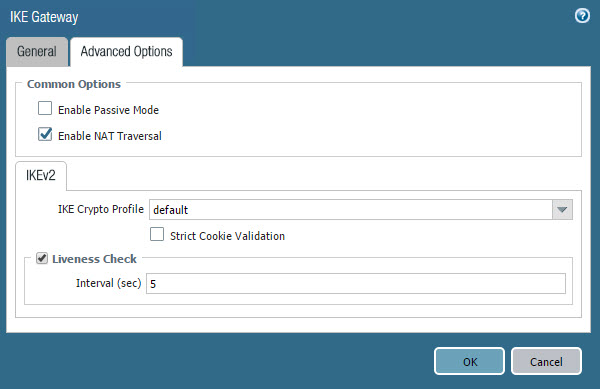 IKE Gateway
General
Advanced Options
Common Options
Enable Passive Mode
Enable NAT Traversal
IKEv2
IKE Crypto Profile default
Strict Cookie Validation
Liveness Check
Interval (sec) 5
OK Cancel